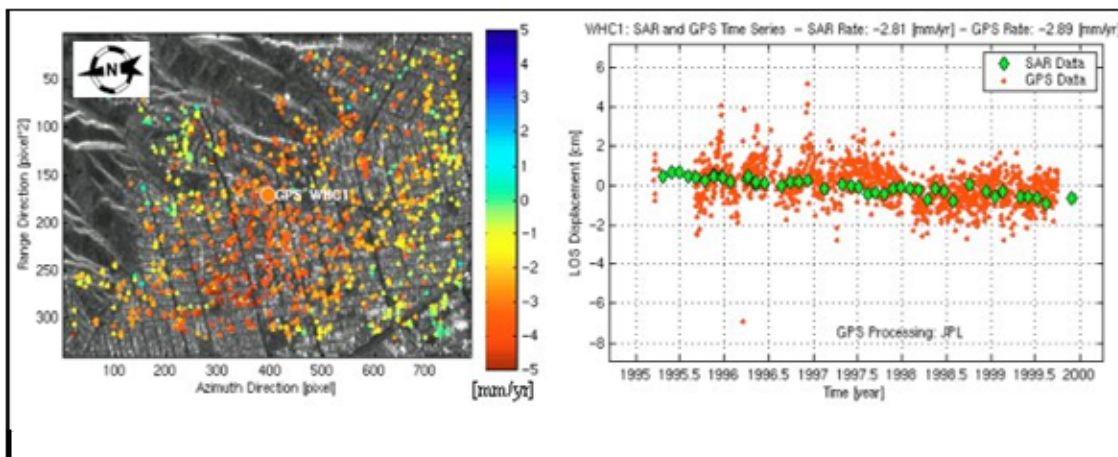 WHC1: SAR and GPS Time Series - SAR Rate: -2.81 [mm/yr] - GPS Rate: -2.89 [mm/yr]
N
50
100
150
200
250
300
Range Direction [pixel*2]
GPS WHC1
100 200 300 400 500 600 700
Azimuth Direction [pixel]
5
4
3
2
1
0
-1
-2
-3
-4
-5
[mm/yr]
SAR Data
GPS Data
6
4
2
0
-2
-4
-6
-8
LOS Displacement [cm]
GPS Processing: JPL
1995 1995.5 1996 1996.5 1997 1997.5 1998 1998.5 1999 1999.5 2000
Time [year]